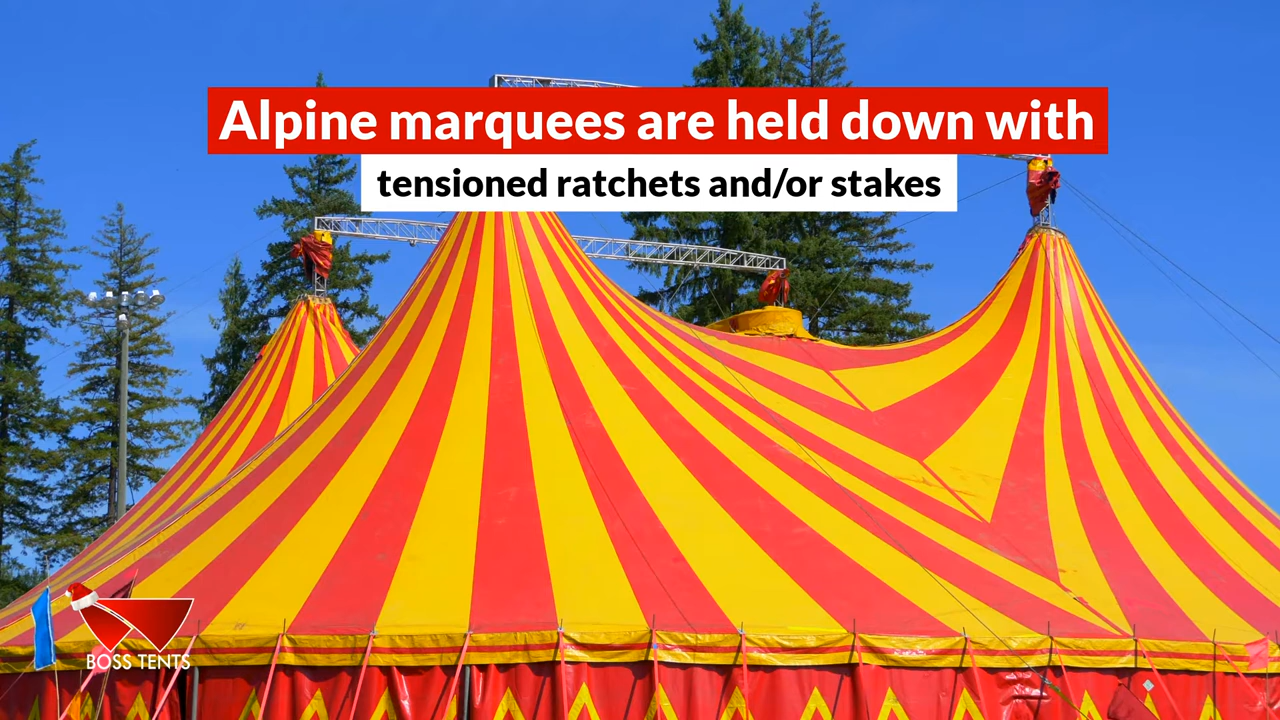 Alpine marquees are held down with
tensioned ratchets and/or stakes
BOSS TENTS